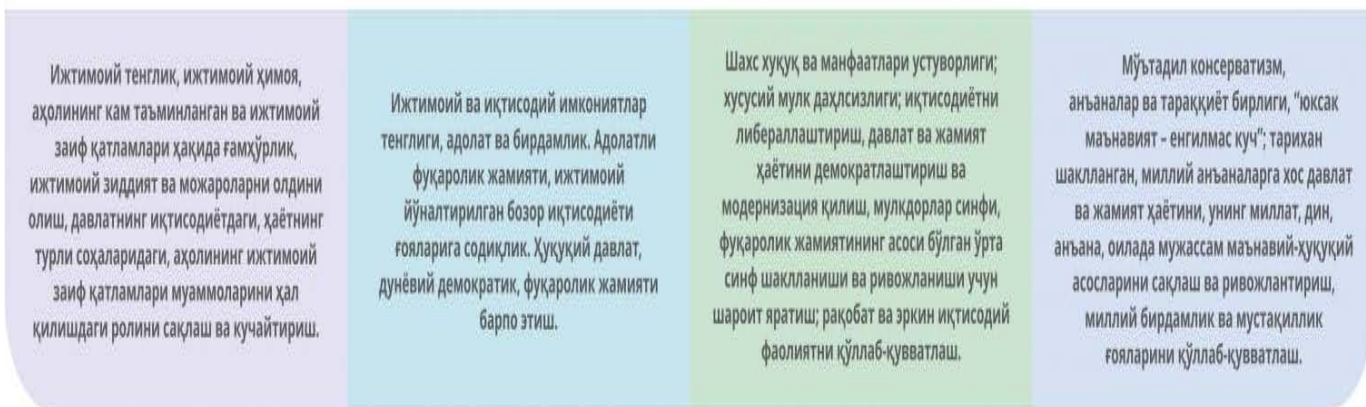 Ижтимоий тенглик, ижтимоий ҳимоя,
аҳолининг кам таъминланган ва ижтимоий
заиф қатламлари ҳақида ғамҳўрлик,
ижтимоий зиддият ва можароларни олдини
олиш, давлатнинг иқтисодиётдаги, ҳаётнинг
турли соҳаларидаги, аҳолининг ижтимоий
заиф қатламлари муаммоларини ҳал
қилишдаги ролини сақлаш ва кучайтириш.
Ижтимоий ва иқтисодий имкониятлар
тенглиги, адолат ва бирдамлик. Адолатли
фуқаролик жамияти, ижтимоий
йўналтирилган бозор иқтисодиёти
ғояларига содиқлик. Ҳуқуқий давлат,
дунёвий демократик, фуқаролик жамияти
барпо этиш.
Шахс хуқуқ ва манфаатлари устуворлиги;
хусусий мулк даҳлсизлиги; иқтисодиётни
либераллаштириш, давлат ва жамият
ҳаётини демократлаштириш ва
модернизация қилиш, мулкдорлар синфи,
фуқаролик жамиятининг асоси бўлган ўрта
синф шаклланиши ва ривожланиши учун
шароит яратиш; рақобат ва эркин иқтисодий
фаолиятни қўллаб-қувватлаш.
Мўътадил консерватизм,
анъаналар ва тараққиёт бирлиги, "юксак
маънавият – енгилмас куч"; тарихан
шаклланган, миллий анъаналарга хос давлат
ва жамият ҳаётини, унинг миллат, дин,
анъана, оилада мужассам маънавий-ҳуқуқий
асосларини сақлаш ва ривожлантириш,
миллий бирдамлик ва мустақиллик
ғояларини қўллаб-қувватлаш.